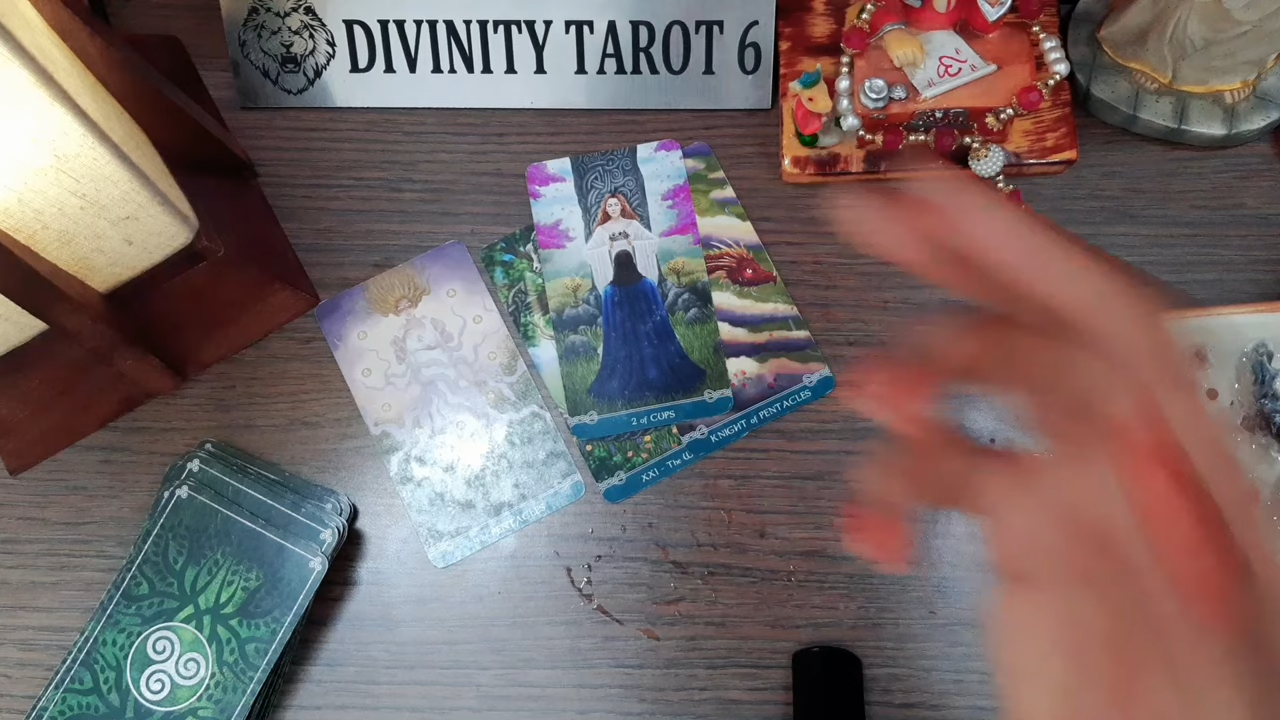 DIVINITY TAROT 6
2 of CUPS
KNIGHT of PENTACLES
XXI - The
PENTACLES